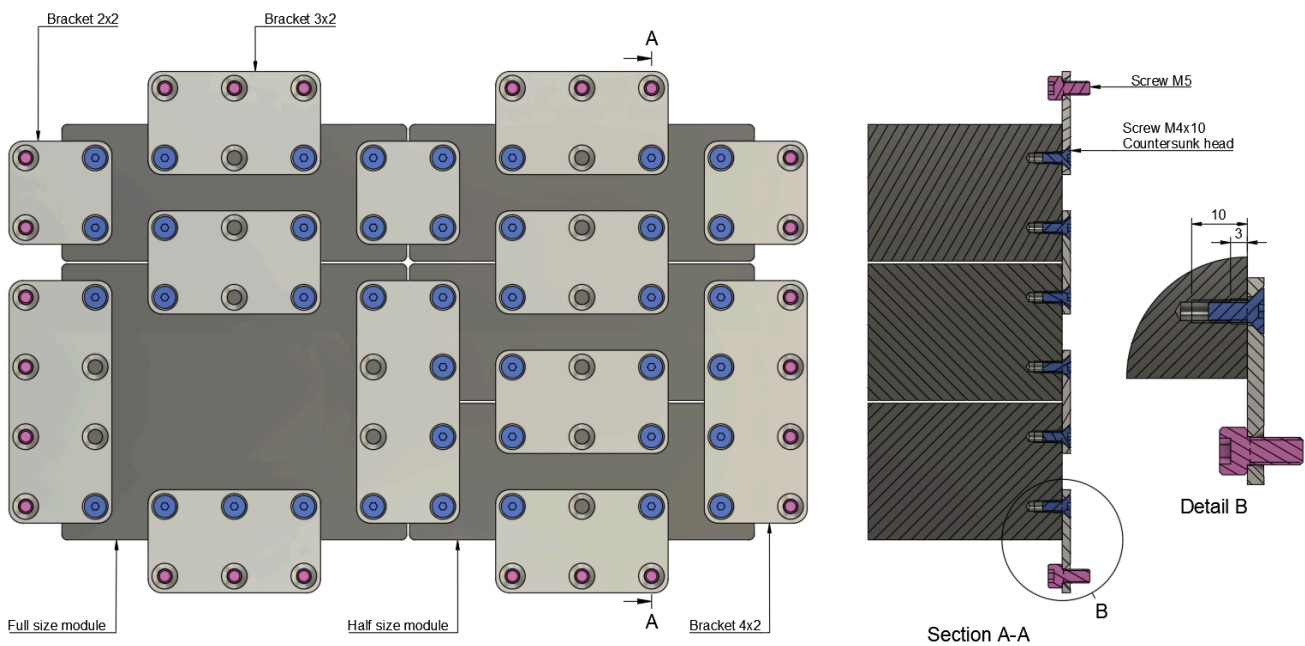 Bracket 2x2
Bracket 3x2
A
Screw M5
Screw M4x10
Countersunk head
10
3
Detail B
B
Full size module
Half size module
A
Bracket 4x2
Section A-A